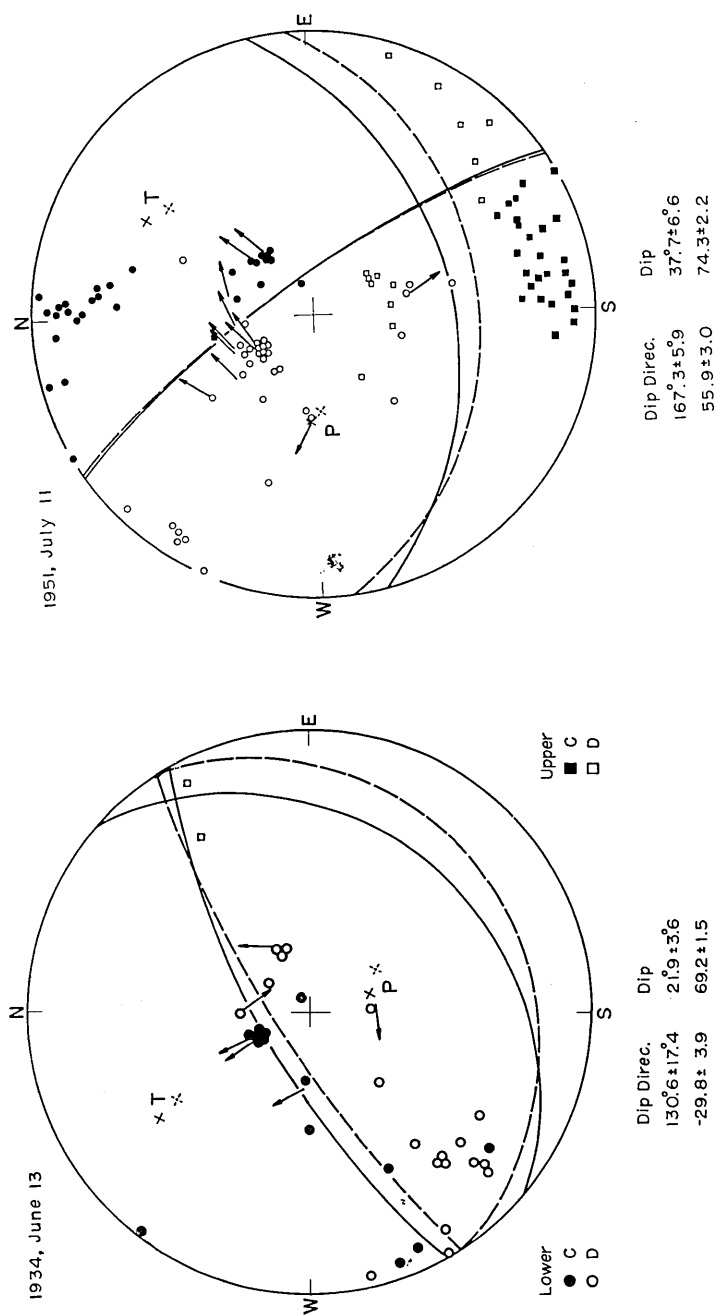 1934, June 13
N
T
W
E
P
S
Lower
● C
○ D
Upper
■ C
□ D
Dip Direc. Dip
130°.6 ± 17°.4 21°.9 ± 3°.6
-29.8 ± 3.9 69.2 ± 1.5
1951, July 11
N
T
W
E
P
S
Dip Direc. Dip
167°.3 ± 5°.9 37°.7 ± 6°.6
55.9 ± 3.0 74.3 ± 2.2